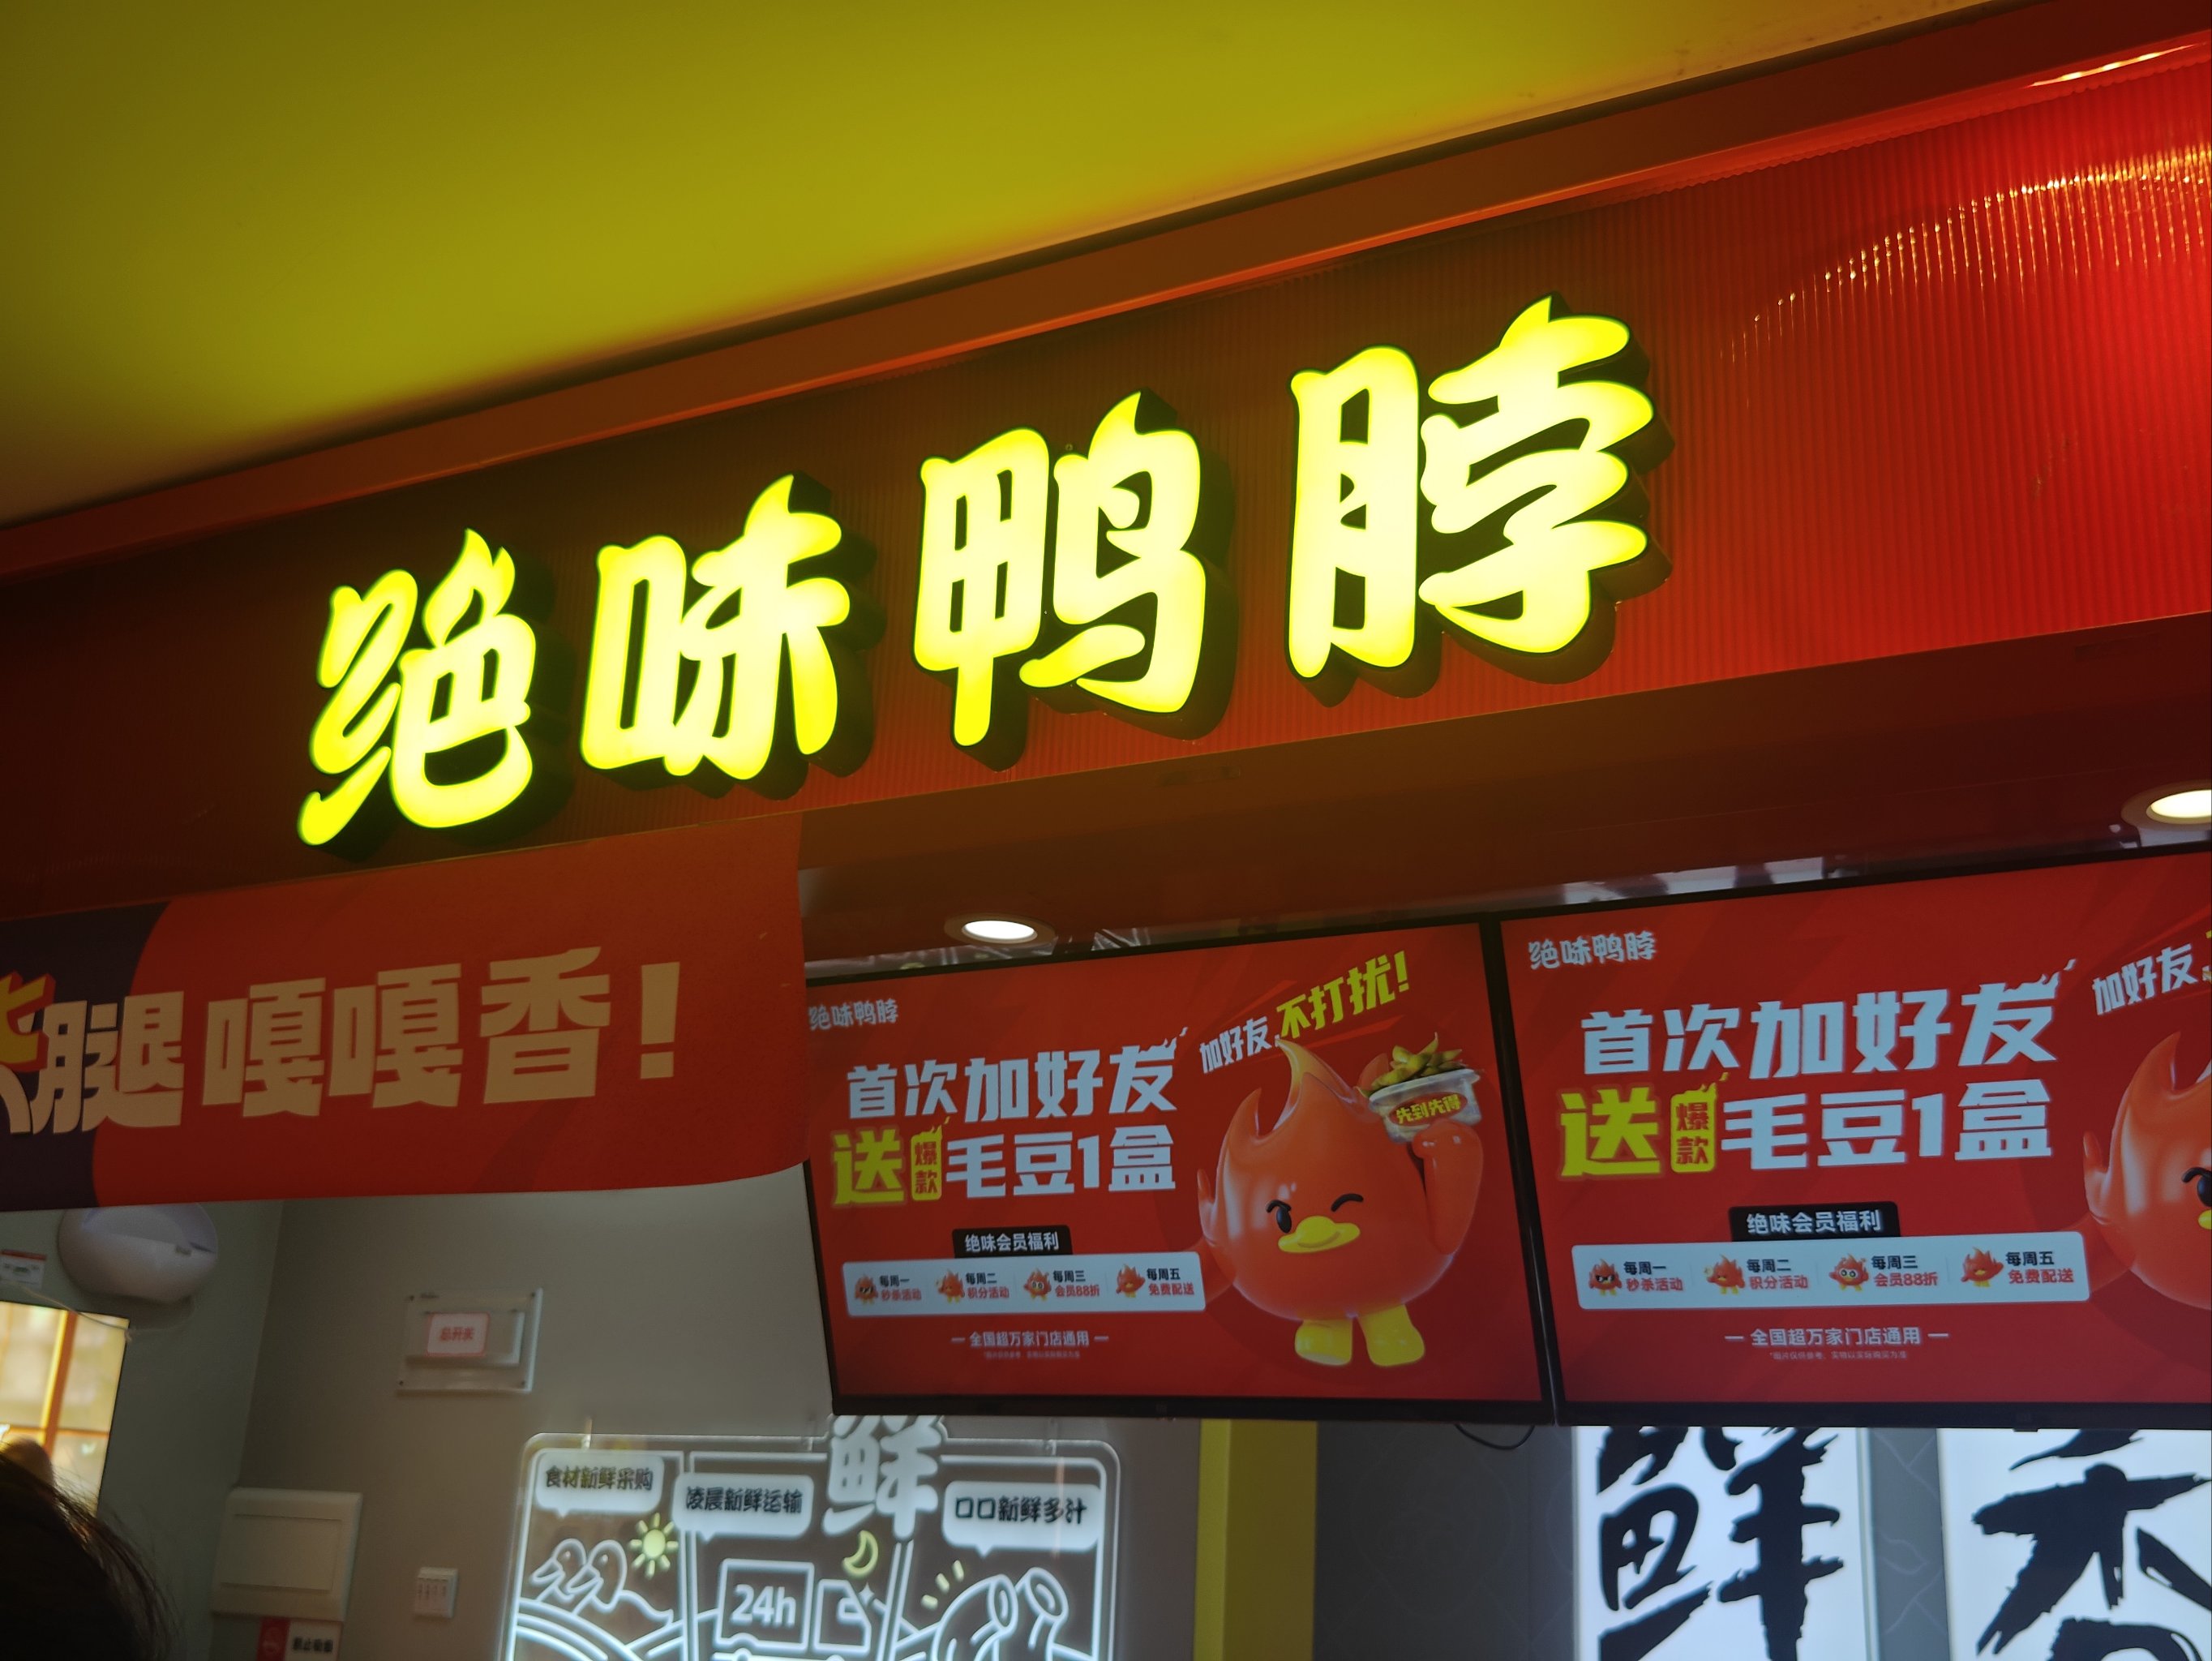 绝味鸭脖
腿嘎嘎香！
绝味鸭脖
加好友，不打扰！
首次加好友
送爆款毛豆1盒
先到先得
绝味会员福利
每周一
秒杀活动
每周二
积分活动
每周三
会员88折
每周五
免费配送
— 全国超万家门店通用 —
绝味鸭脖
加好友，
首次加好友
送爆款毛豆1盒
绝味会员福利
每周一
秒杀活动
每周二
积分活动
每周三
会员88折
每周五
免费配送
— 全国超万家门店通用 —
总开关
鲜
食材新鲜采购
凌晨新鲜运输
口口新鲜多汁
24h
鲜
香